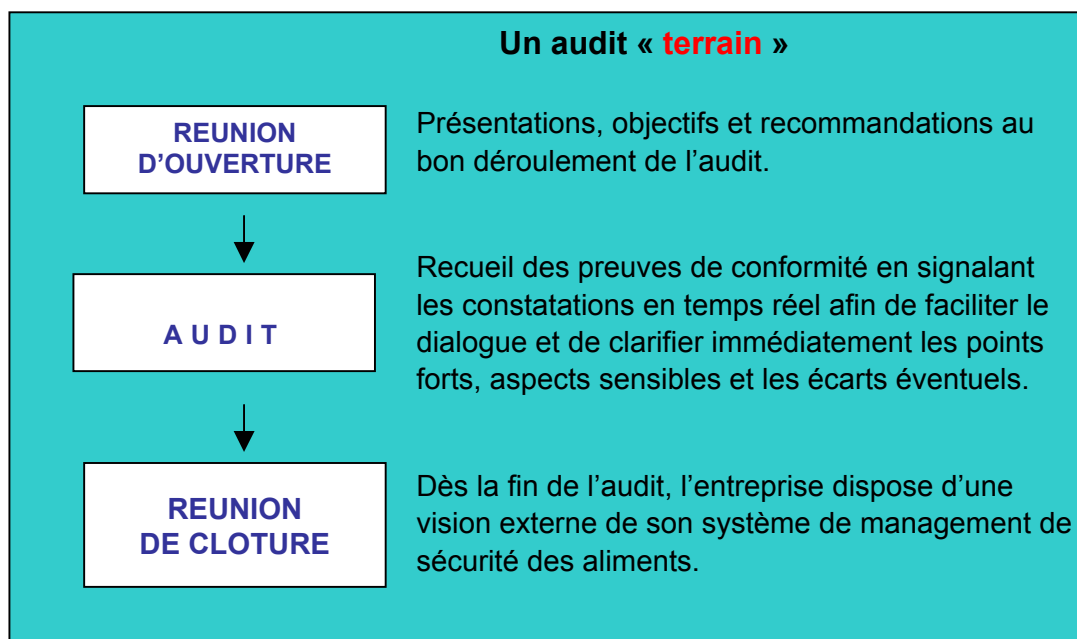 Un audit « terrain »
REUNION
D’OUVERTURE
Présentations, objectifs et recommandations au
bon déroulement de l’audit.
A U D I T
Recueil des preuves de conformité en signalant
les constatations en temps réel afin de faciliter le
dialogue et de clarifier immédiatement les points
forts, aspects sensibles et les écarts éventuels.
REUNION
DE CLOTURE
Dès la fin de l’audit, l’entreprise dispose d’une
vision externe de son système de management de
sécurité des aliments.